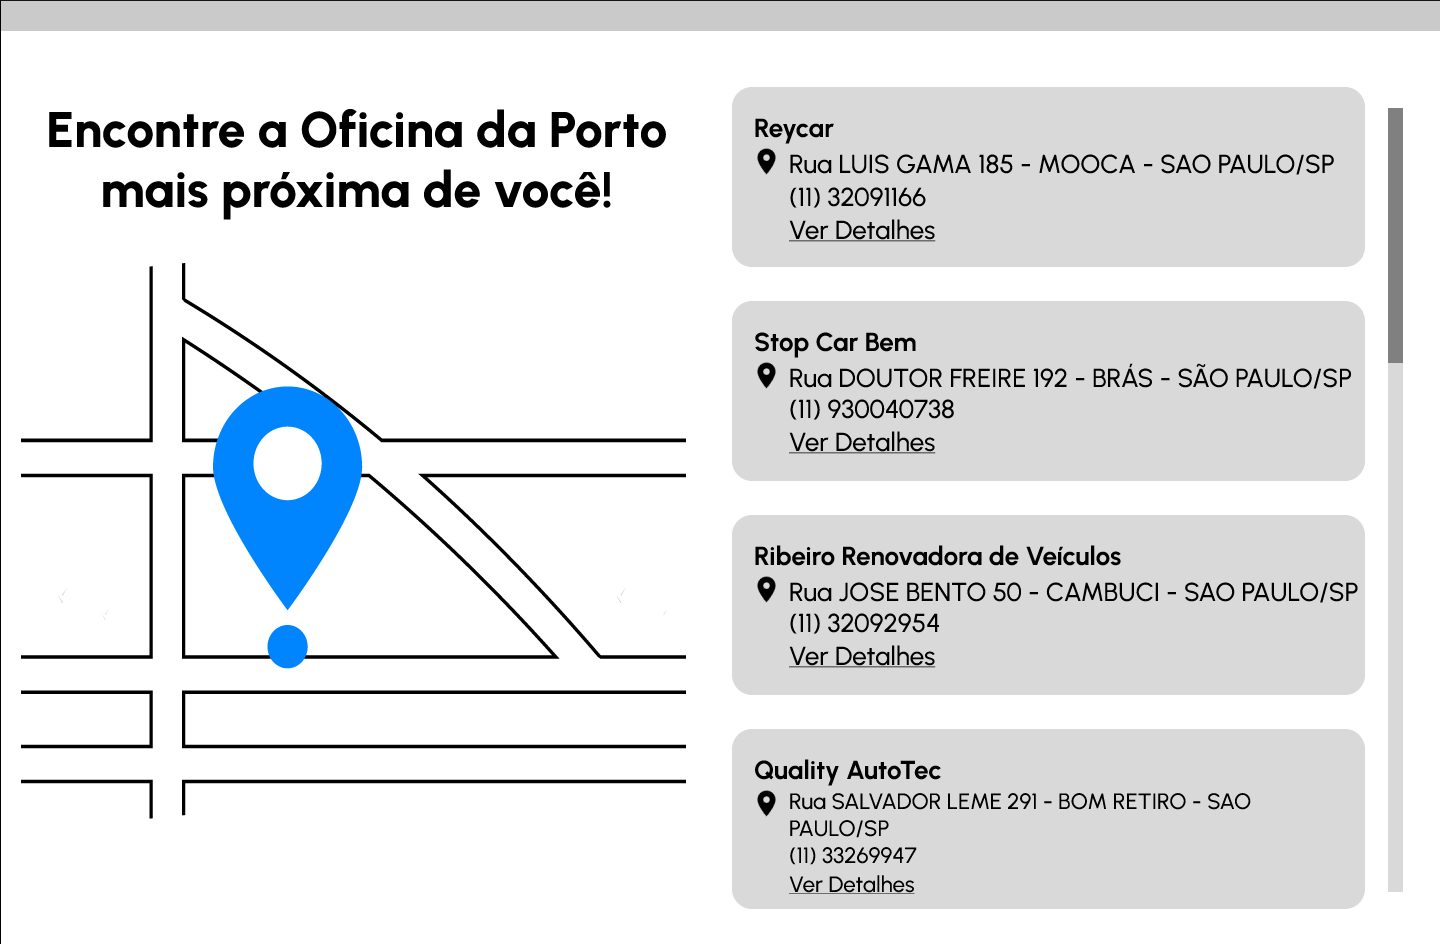 Encontre a Oficina da Porto
mais próxima de você!
Reycar
Rua LUIS GAMA 185 - MOOCA - SAO PAULO/SP
(11) 32091166
Ver Detalhes
Stop Car Bem
Rua DOUTOR FREIRE 192 - BRÁS - SÃO PAULO/SP
(11) 930040738
Ver Detalhes
Ribeiro Renovadora de Veículos
Rua JOSE BENTO 50 - CAMBUCI - SAO PAULO/SP
(11) 32092954
Ver Detalhes
Quality AutoTec
Rua SALVADOR LEME 291 - BOM RETIRO - SAO
PAULO/SP
(11) 33269947
Ver Detalhes